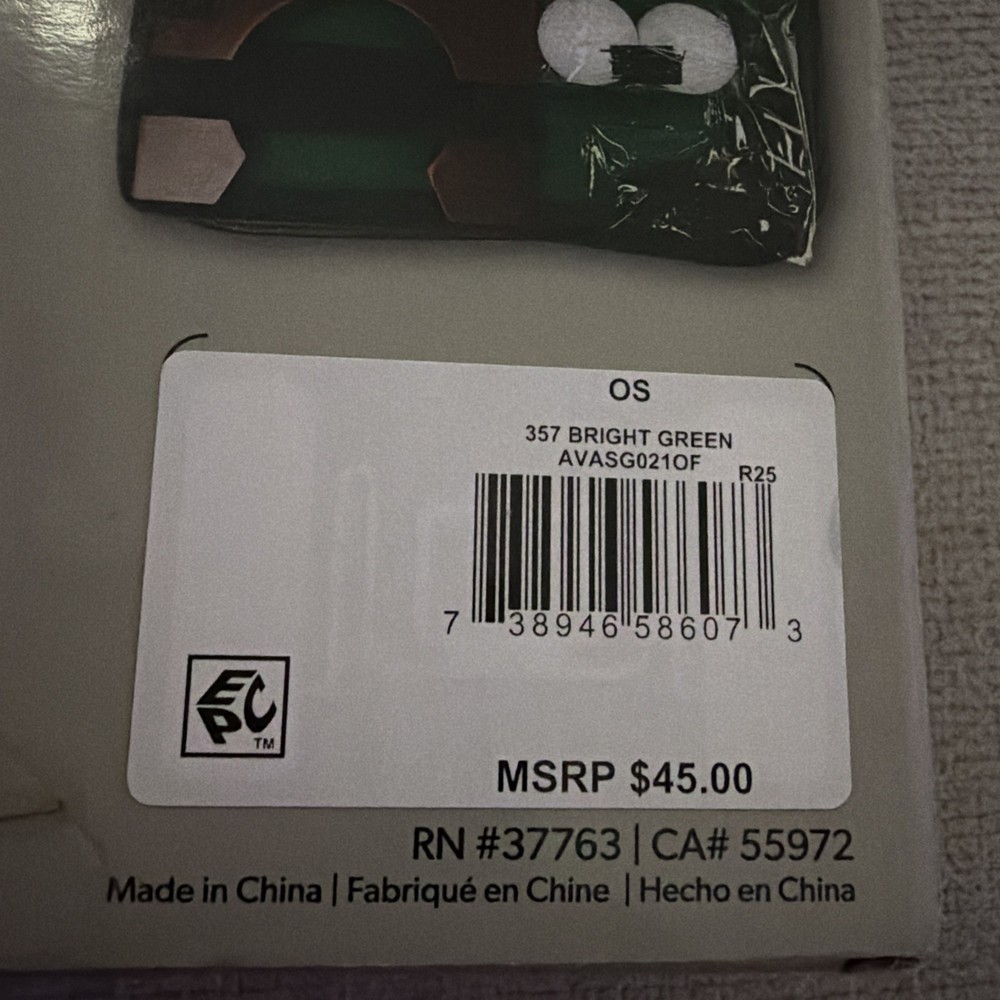 OS
357 BRIGHT GREEN
AVASG021OF
R25
7 38946 58607 3
EPC
TM
MSRP $45.00
RN #37763 | CA# 55972
Made in China | Fabriqué en Chine | Hecho en China